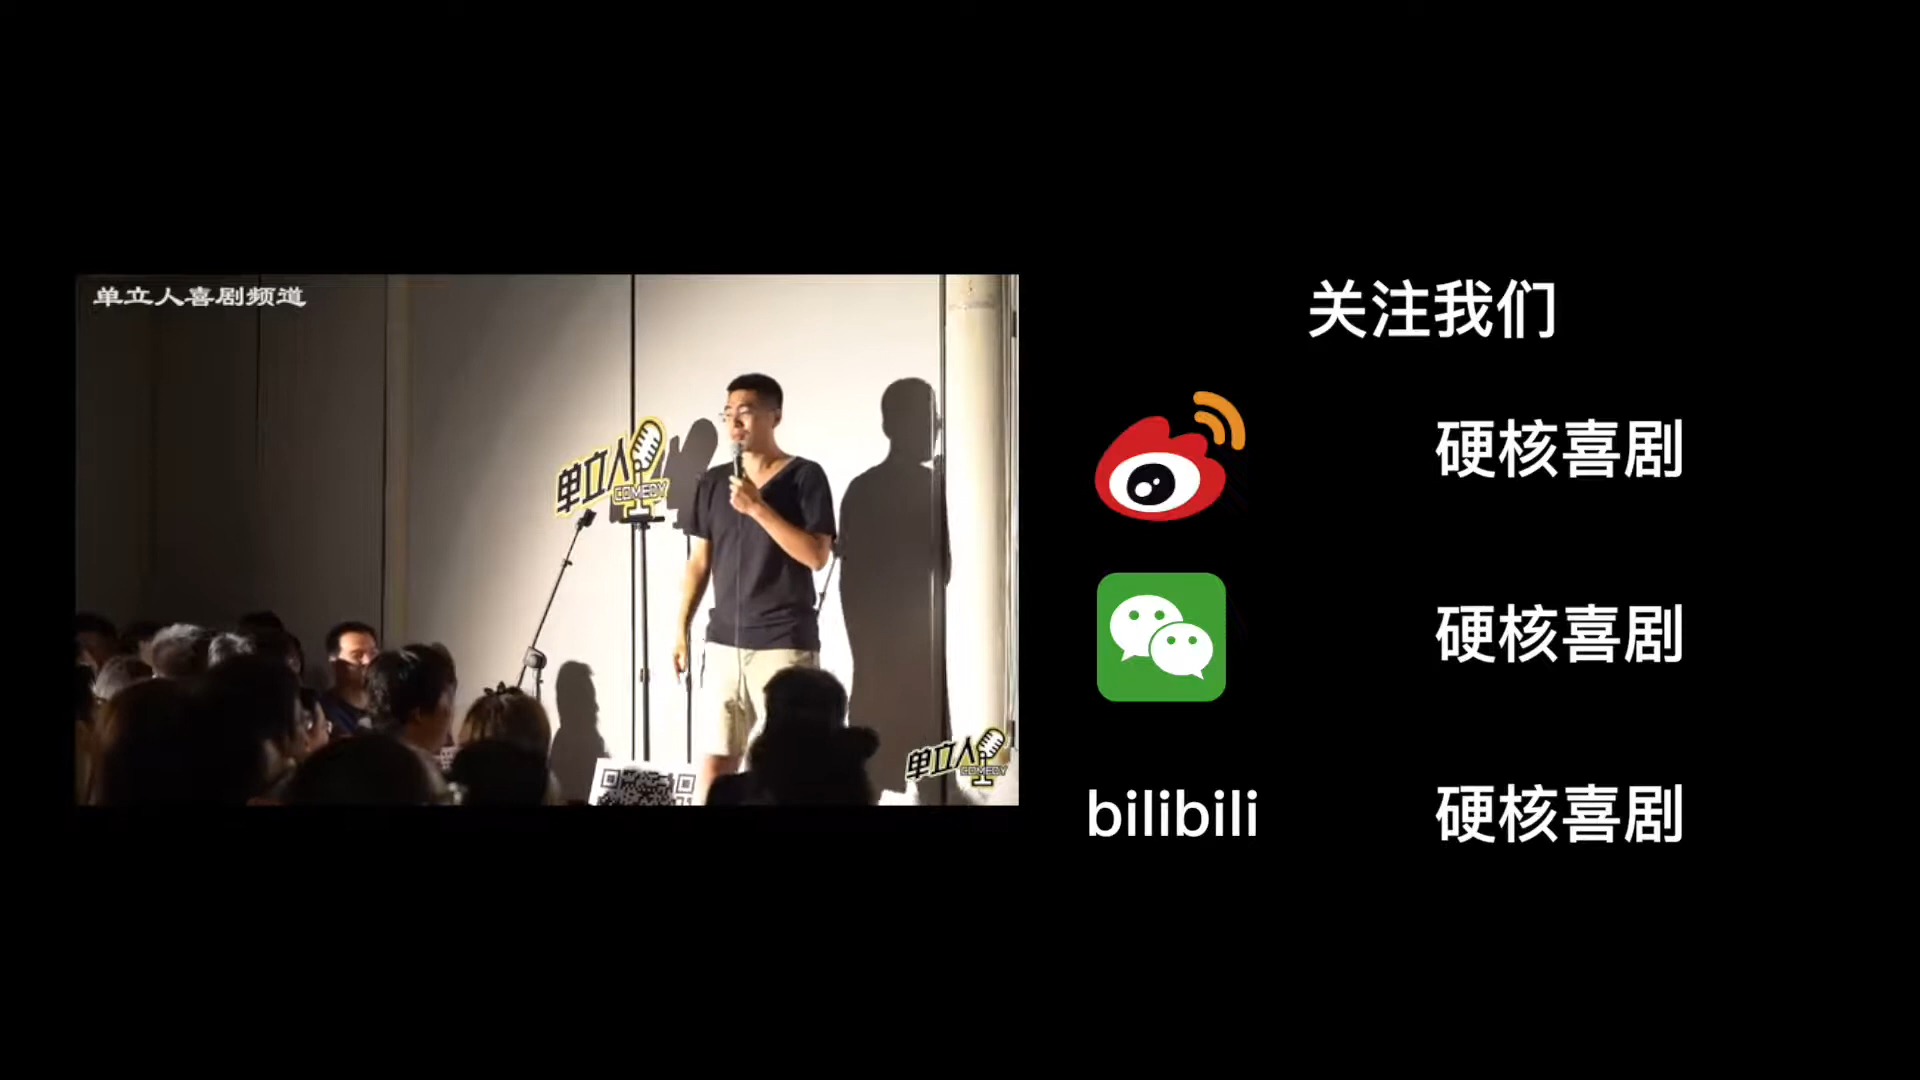 单立人喜剧频道
单立人
COMEDY
单立人
COMEDY
关注我们
硬核喜剧
硬核喜剧
bilibili 硬核喜剧